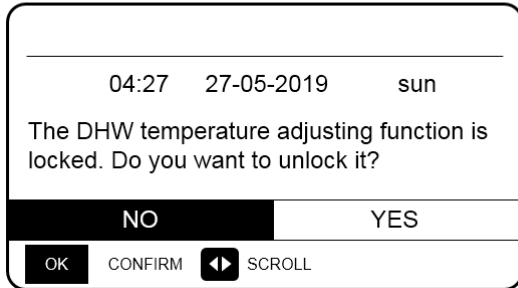 04:27 27-05-2019 sun
The DHW temperature adjusting function is
locked. Do you want to unlock it?
NO YES
OK CONFIRM SCROLL